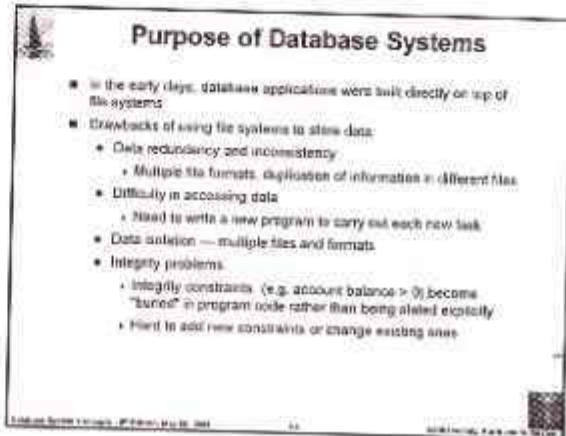 Purpose of Database Systems
In the early days, database applications were built directly on top of
file systems
Drawbacks of using file systems to store data:
Data redundancy and inconsistency
Multiple file formats, duplication of information in different files
Difficulty in accessing data
Need to write a new program to carry out each new task
Data isolation — multiple files and formats
Integrity problems
Integrity constraints (e.g. account balance > 0) become
"buried" in program code rather than being stated explicitly
Hard to add new constraints or change existing ones
Database System Concepts